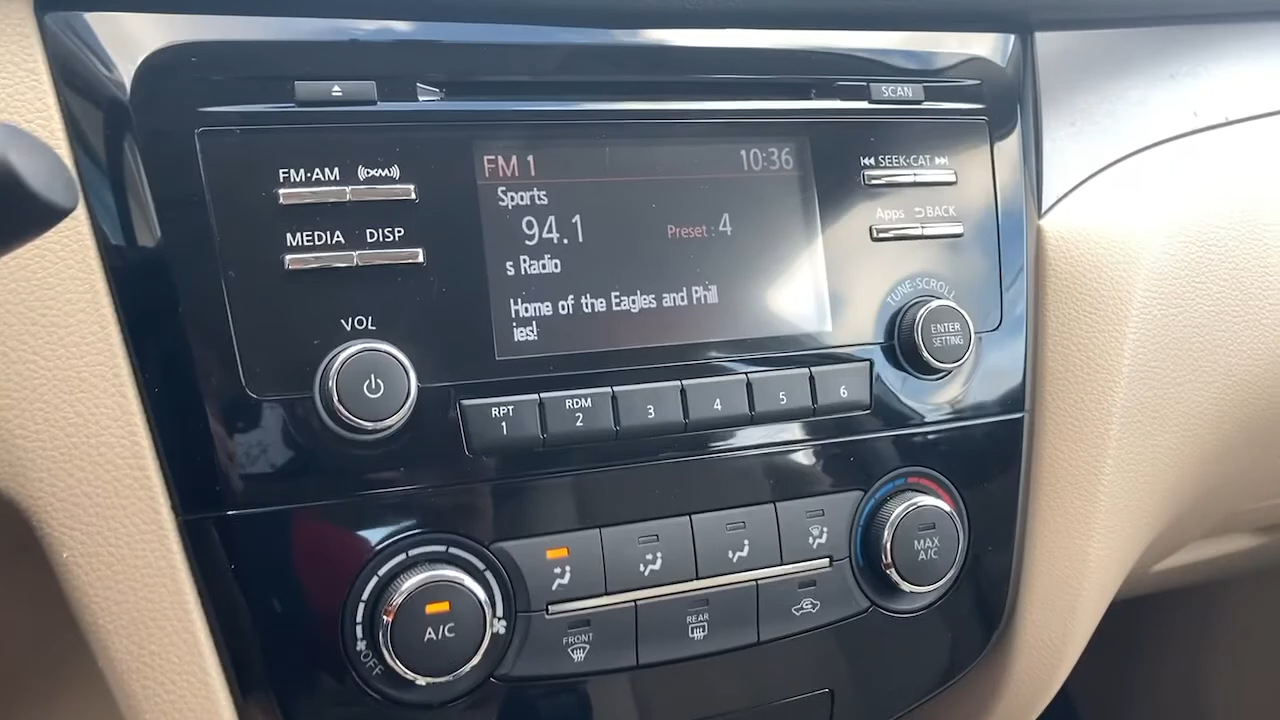 SCAN
FM·AM
((XM))
SEEK·CAT
MEDIA
DISP
Apps
BACK
FM 1
10:36
Sports
94.1
Preset : 4
s Radio
Home of the Eagles and Phill
ies!
VOL
TUNE·SCROLL
ENTER
SETTING
RPT
1
RDM
2
3
4
5
6
A/C
OFF
MAX
A/C
FRONT
REAR